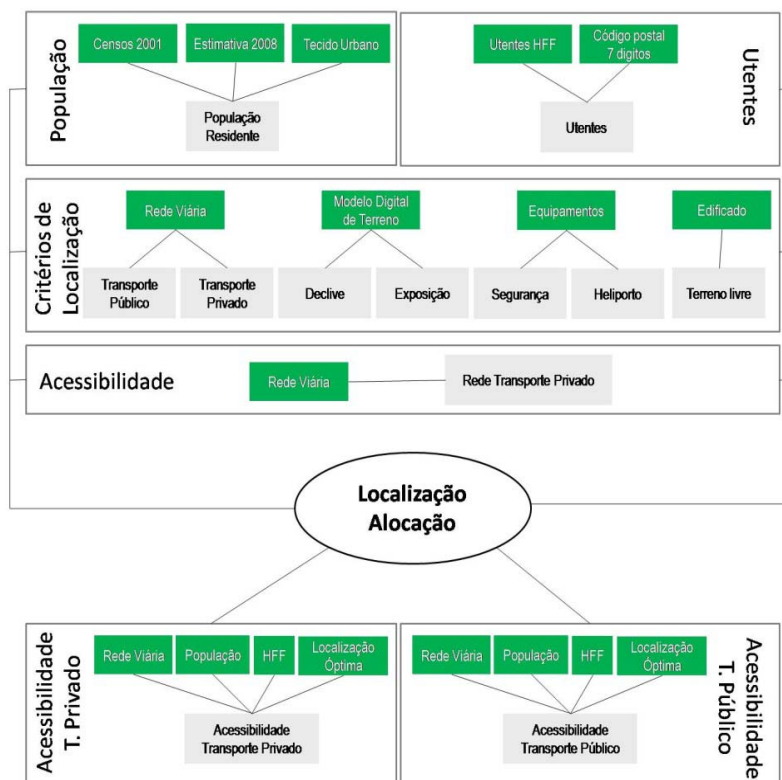 População
Censos 2001
Estimativa 2008
Tecido Urbano
População
Residente
Utentes HFF
Código postal
7 digitos
Utentes
Utentes
Critérios de
Localização
Rede Viária
Modelo Digital
de Terreno
Equipamentos
Edificado
Transporte
Público
Transporte
Privado
Declive
Exposição
Segurança
Heliporto
Terreno livre
Acessibilidade
Rede Viária
Rede Transporte Privado
Localização
Alocação
Acessibilidade
T. Privado
Rede Viária
População
HFF
Localização
Óptima
Acessibilidade
Transporte Privado
Rede Viária
População
HFF
Localização
Óptima
Acessibilidade
Transporte Público
Acessibilidade
T. Público